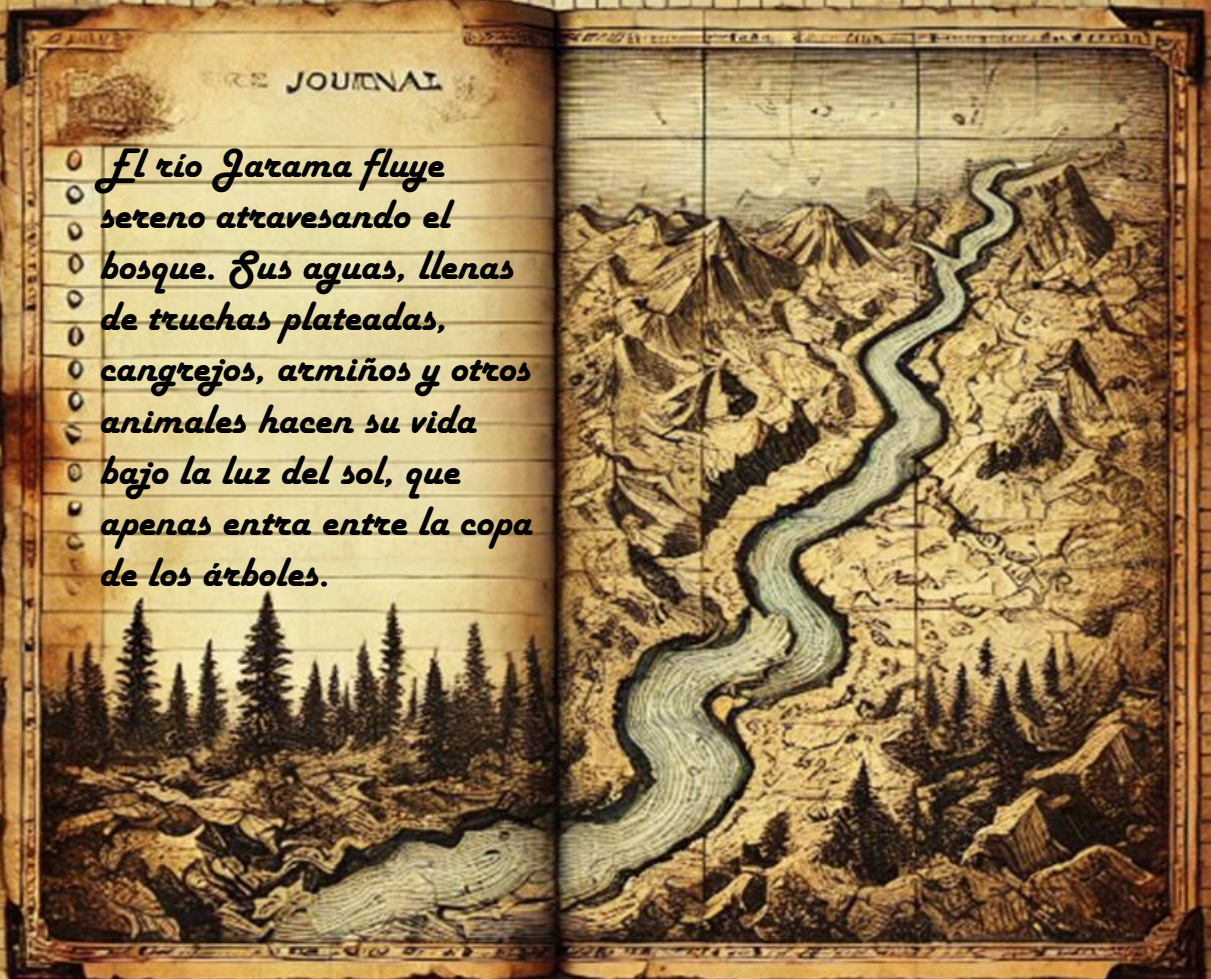 JOURNAL
El río Jarama fluye
sereno atravesando el
bosque. Sus aguas, llenas
de truchas plateadas,
cangrejos, armiños y otros
animales hacen su vida
bajo la luz del sol, que
apenas entra entre la copa
de los árboles.